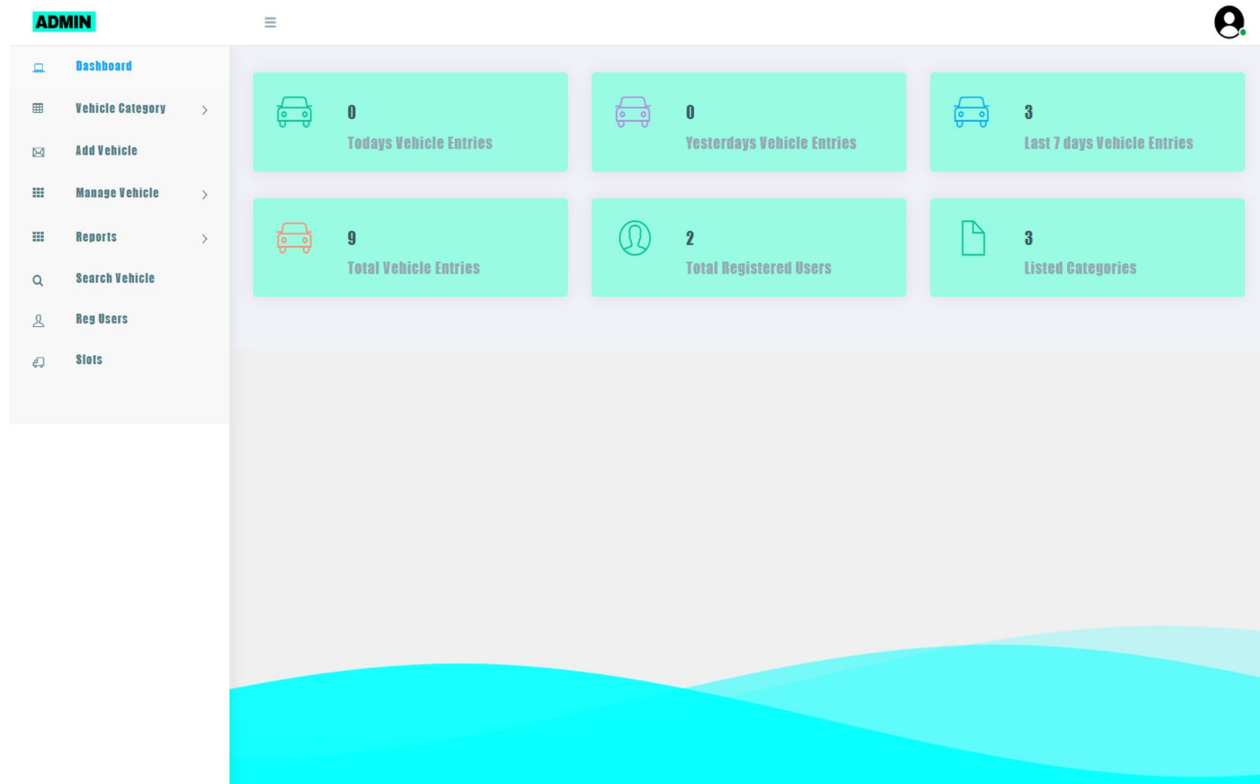 ADMIN
Dashboard
Vehicle Category
Add Vehicle
Manage Vehicle
Reports
Search Vehicle
Reg Users
Slots
0
Todays Vehicle Entries
0
Yesterdays Vehicle Entries
3
Last 7 days Vehicle Entries
9
Total Vehicle Entries
2
Total Registered Users
3
Listed Categories